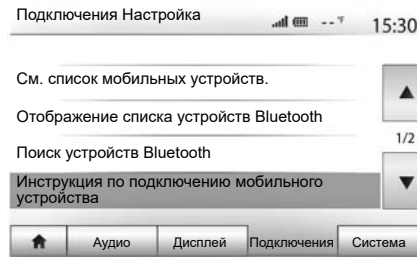 Подключения Настройка
--°F 15:30
См. список мобильных устройств.
Отображение списка устройств Bluetooth
1/2
Поиск устройств Bluetooth
Инструкция по подключению мобильного
устройства
Аудио Дисплей Подключения Система